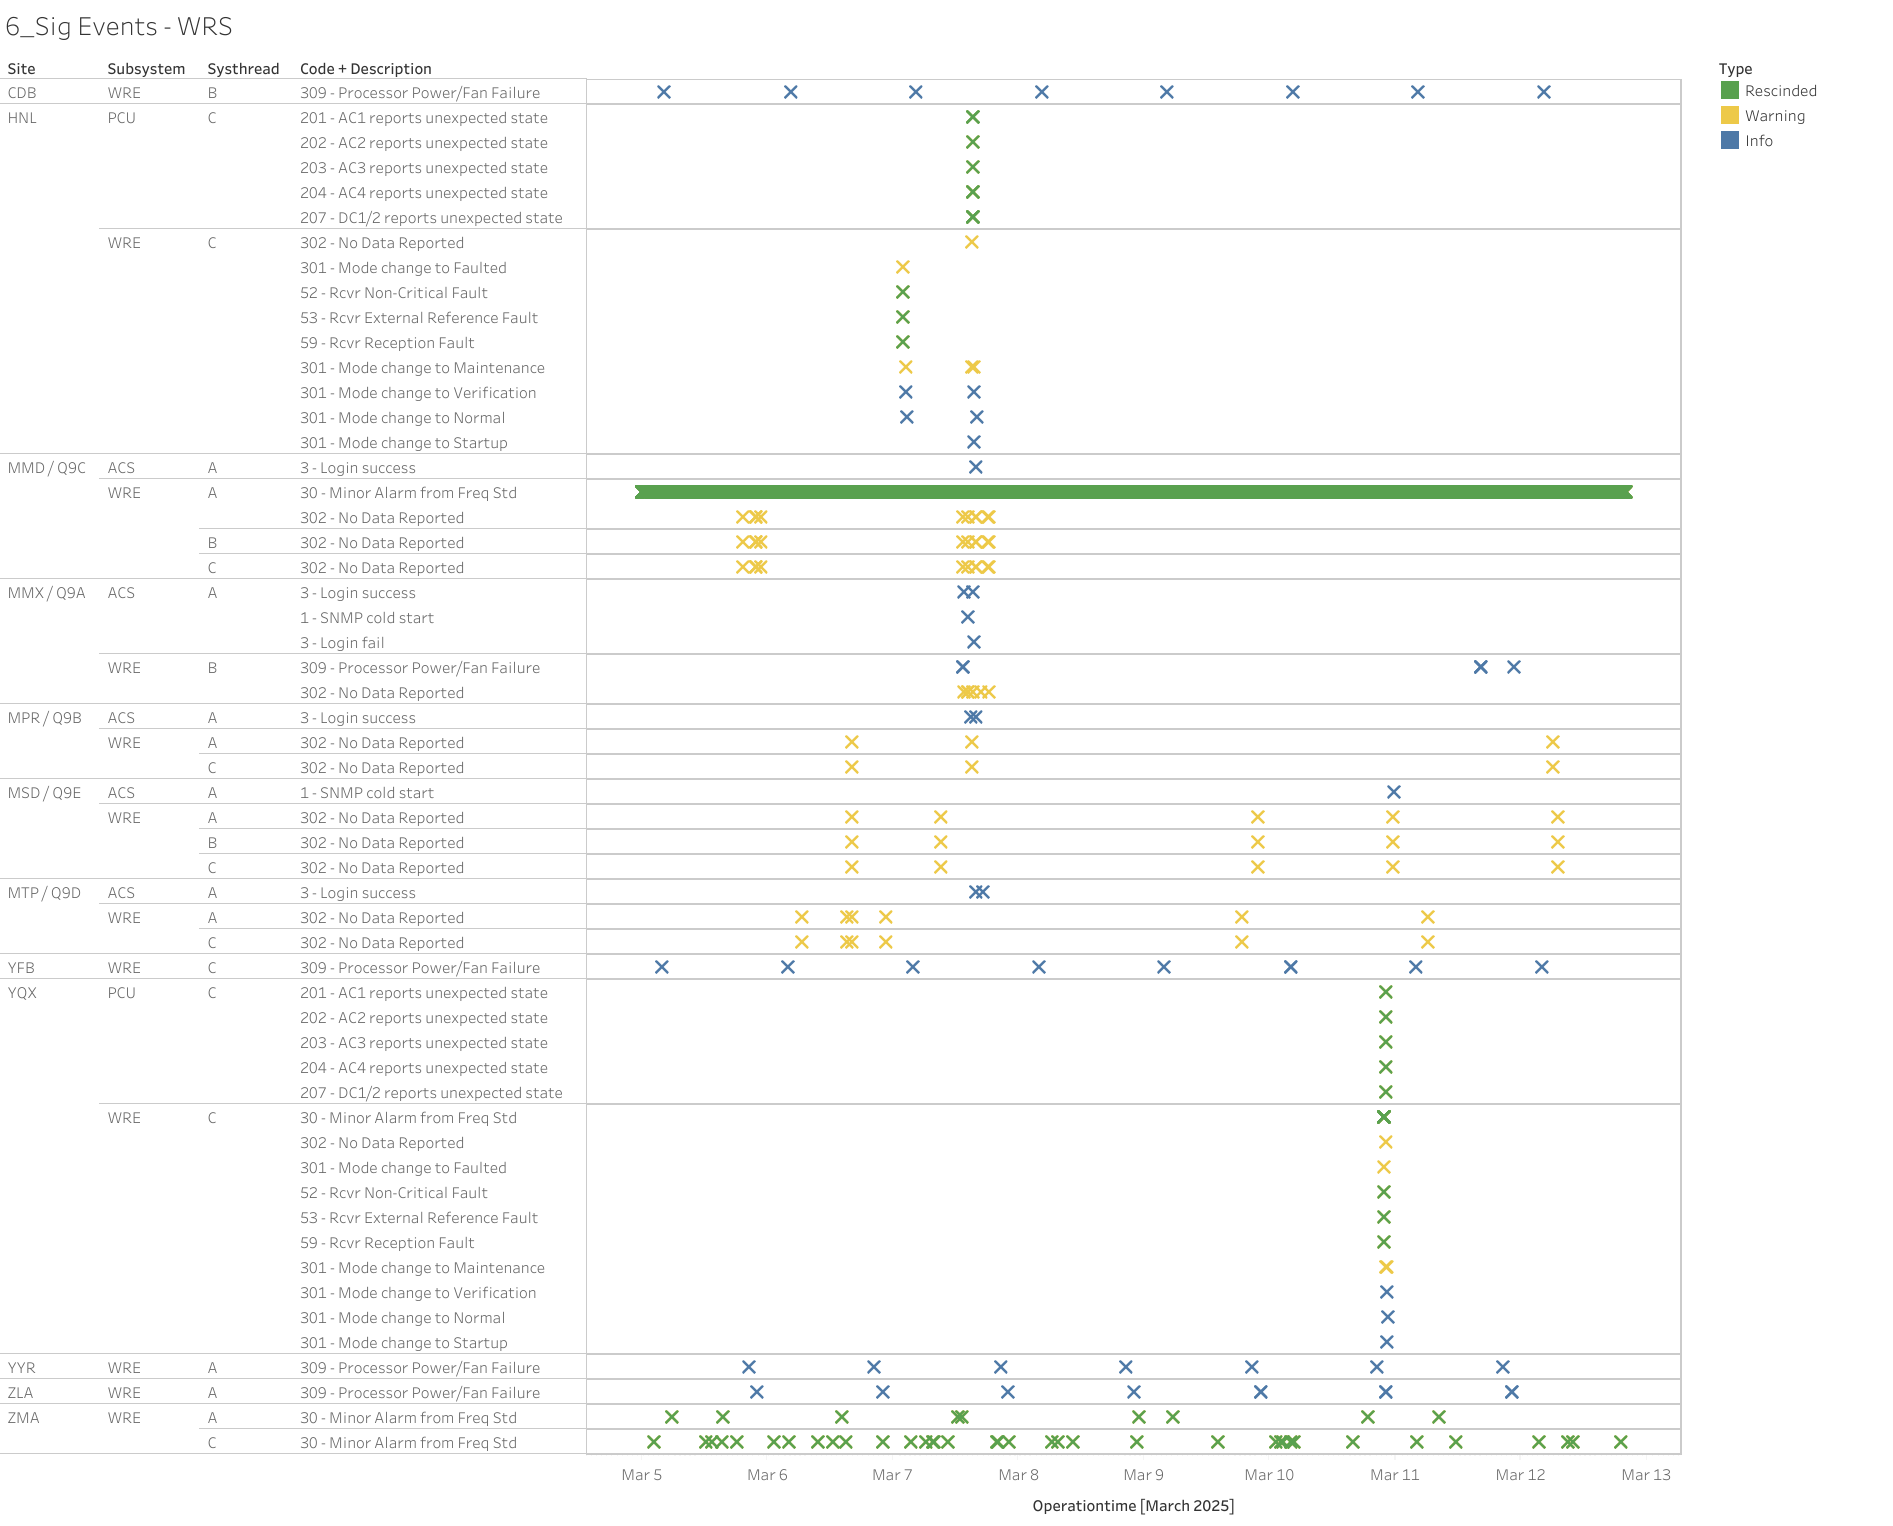 6_Sig Events - WRS
Site Subsystem Systhread Code + Description Type
CDB WRE B 309 - Processor Power/Fan Failure Rescinded
HNL PCU C 201 - AC1 reports unexpected state Warning
202 - AC2 reports unexpected state Info
203 - AC3 reports unexpected state
204 - AC4 reports unexpected state
207 - DC1/2 reports unexpected state
WRE C 302 - No Data Reported
301 - Mode change to Faulted
52 - Rcvr Non-Critical Fault
53 - Rcvr External Reference Fault
59 - Rcvr Reception Fault
301 - Mode change to Maintenance
301 - Mode change to Verification
301 - Mode change to Normal
301 - Mode change to Startup
MMD / Q9C ACS A 3 - Login success
WRE A 30 - Minor Alarm from Freq Std
302 - No Data Reported
B 302 - No Data Reported
C 302 - No Data Reported
MMX / Q9A ACS A 3 - Login success
1 - SNMP cold start
3 - Login fail
WRE B 309 - Processor Power/Fan Failure
302 - No Data Reported
MPR / Q9B ACS A 3 - Login success
WRE A 302 - No Data Reported
C 302 - No Data Reported
MSD / Q9E ACS A 1 - SNMP cold start
WRE A 302 - No Data Reported
B 302 - No Data Reported
C 302 - No Data Reported
MTP / Q9D ACS A 3 - Login success
WRE A 302 - No Data Reported
C 302 - No Data Reported
YFB WRE C 309 - Processor Power/Fan Failure
YQX PCU C 201 - AC1 reports unexpected state
202 - AC2 reports unexpected state
203 - AC3 reports unexpected state
204 - AC4 reports unexpected state
207 - DC1/2 reports unexpected state
WRE C 30 - Minor Alarm from Freq Std
302 - No Data Reported
301 - Mode change to Faulted
52 - Rcvr Non-Critical Fault
53 - Rcvr External Reference Fault
59 - Rcvr Reception Fault
301 - Mode change to Maintenance
301 - Mode change to Verification
301 - Mode change to Normal
301 - Mode change to Startup
YYR WRE A 309 - Processor Power/Fan Failure
ZLA WRE A 309 - Processor Power/Fan Failure
ZMA WRE A 30 - Minor Alarm from Freq Std
C 30 - Minor Alarm from Freq Std
Mar 5 Mar 6 Mar 7 Mar 8 Mar 9 Mar 10 Mar 11 Mar 12 Mar 13
Operationtime [March 2025]